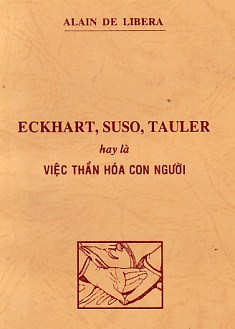 ALAIN DE LIBERA
ECKHART, SUSO, TAULER
hay là
VIỆC THẦN HÓA CON NGƯỜI